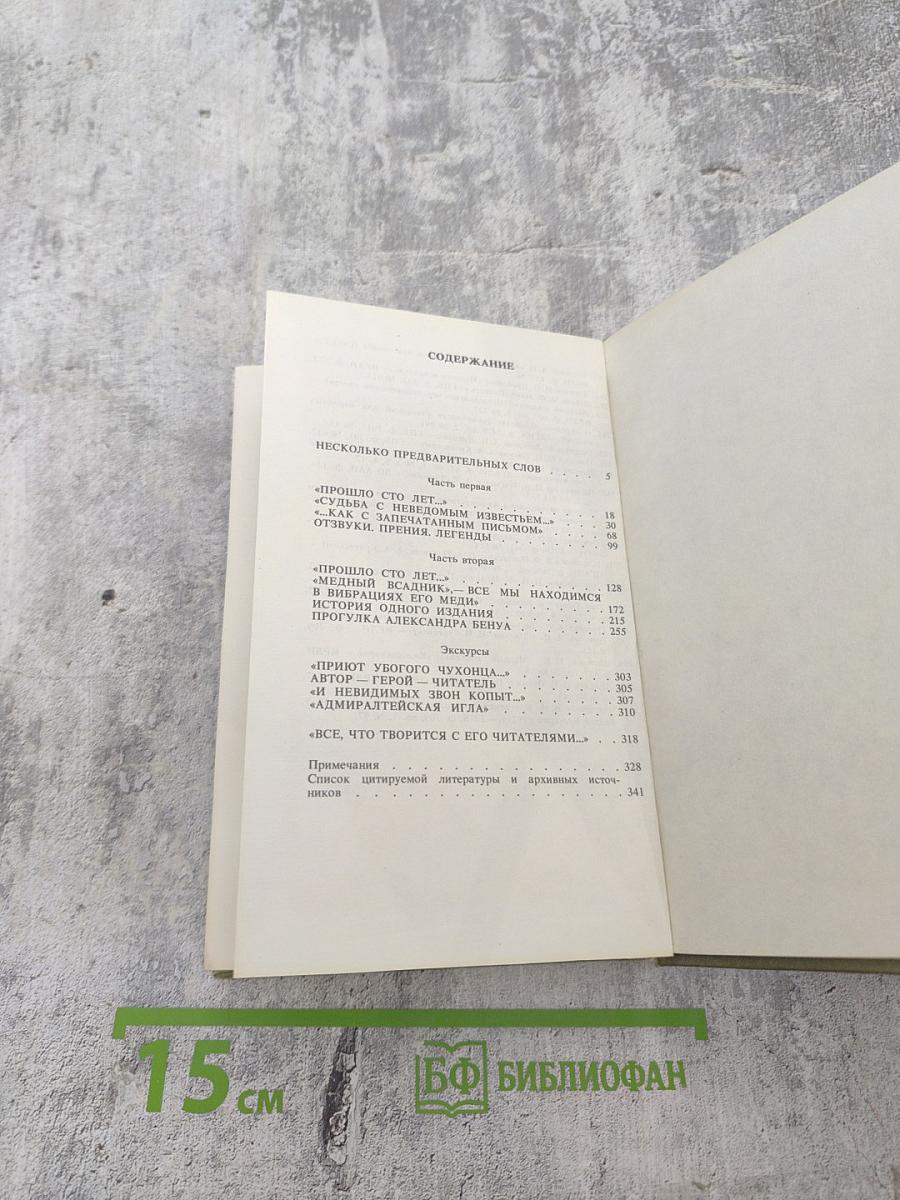 СОДЕРЖАНИЕ
НЕСКОЛЬКО ПРЕДВАРИТЕЛЬНЫХ СЛОВ . . . . 5
Часть первая
«ПРОШЛО СТО ЛЕТ...» . . . . . . . . . 18
«СУДЬБА С НЕВЕДОМЫМ ИЗВЕСТЬЕМ...» . . . 30
«...КАК С ЗАПЕЧАТАННЫМ ПИСЬМОМ» . . . . 68
ОТЗВУКИ. ПРЕНИЯ. ЛЕГЕНДЫ . . . . . . . . 99
Часть вторая
«ПРОШЛО СТО ЛЕТ...» . . . . . . . . . . 128
«МЕДНЫЙ ВСАДНИК»,— ВСЕ МЫ НАХОДИМСЯ
В ВИБРАЦИЯХ ЕГО МЕДИ» . . . . . . . . 172
ИСТОРИЯ ОДНОГО ИЗДАНИЯ . . . . . . . . 215
ПРОГУЛКА АЛЕКСАНДРА БЕНУА . . . . . . . 255
Экскурсы
«ПРИЮТ УБОГОГО ЧУХОНЦА...» . . . . . . . 303
АВТОР — ГЕРОЙ — ЧИТАТЕЛЬ . . . . . . . . 305
«И НЕВИДИМЫХ ЗВОН КОПЫТ...» . . . . . . 307
«АДМИРАЛТЕЙСКАЯ ИГЛА» . . . . . . . . . 310
«ВСЕ, ЧТО ТВОРИТСЯ С ЕГО ЧИТАТЕЛЯМИ...» . . 318
Примечания . . . . . . . . . . . . . . . . 328
Список цитируемой литературы и архивных источ-
ников . . . . . . . . . . . . . . . . . . . 341
15 см
БФ БИБЛИОФАН